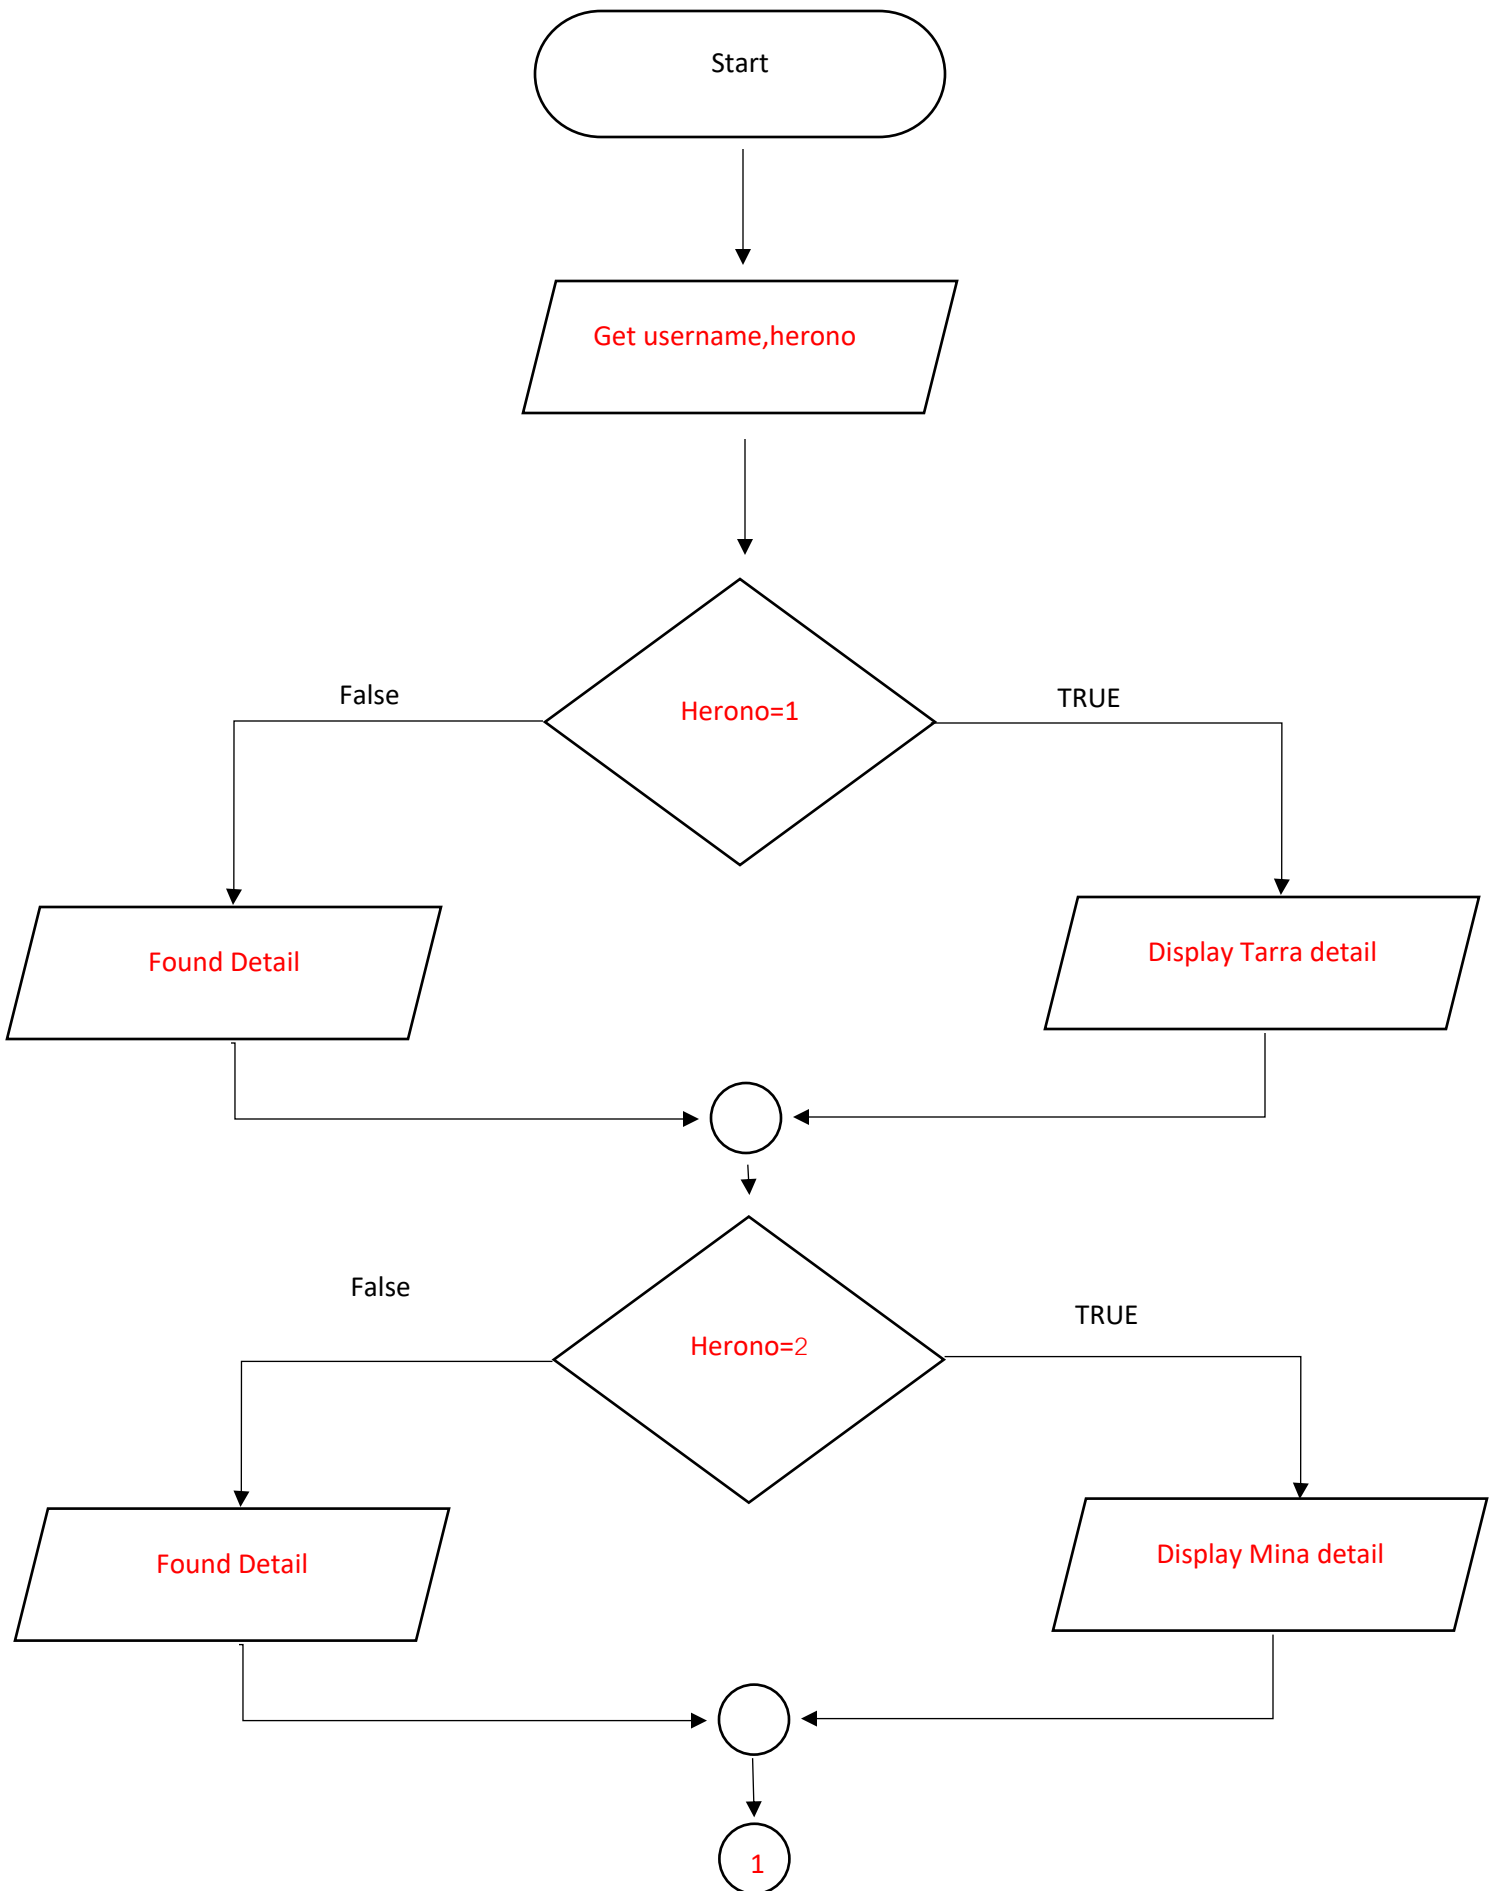 Start
Get username,herono
False
TRUE
Herono=1
Found Detail
Display Tarra detail
False
TRUE
Herono=2
Found Detail
Display Mina detail
1